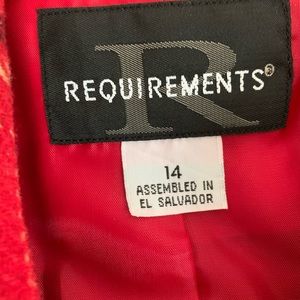 R
REQUIREMENTS®
14
ASSEMBLED IN
EL SALVADOR